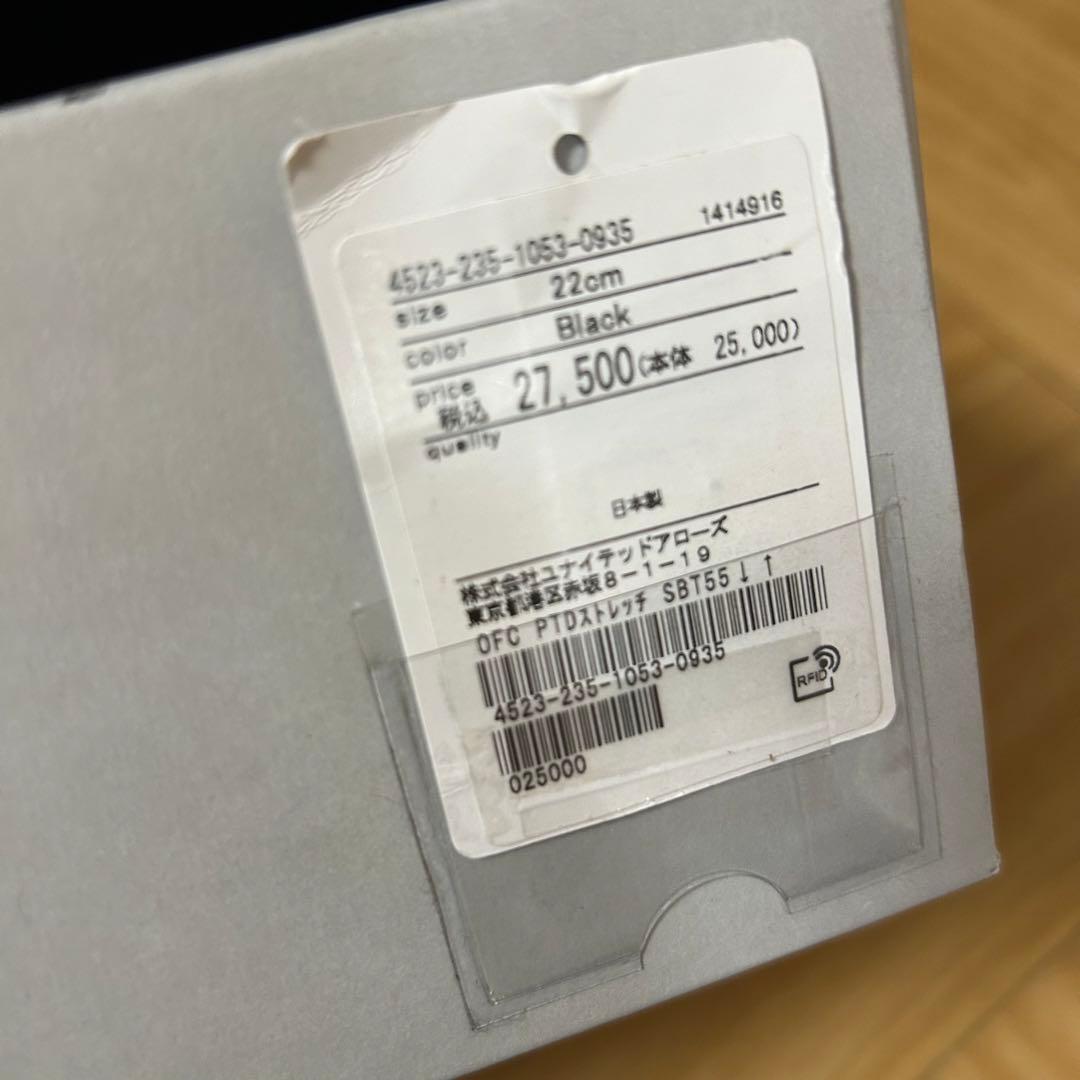 4523-235-1053-0935 1414916
size 22cm
color Black
price 税込 27,500(本体 25,000)
quality
日本製
株式会社ユナイテッドアローズ
東京都港区赤坂8-1-19
OFC PTDストレッチ SBT55↓↑
4523-235-1053-0935
RFID
025000